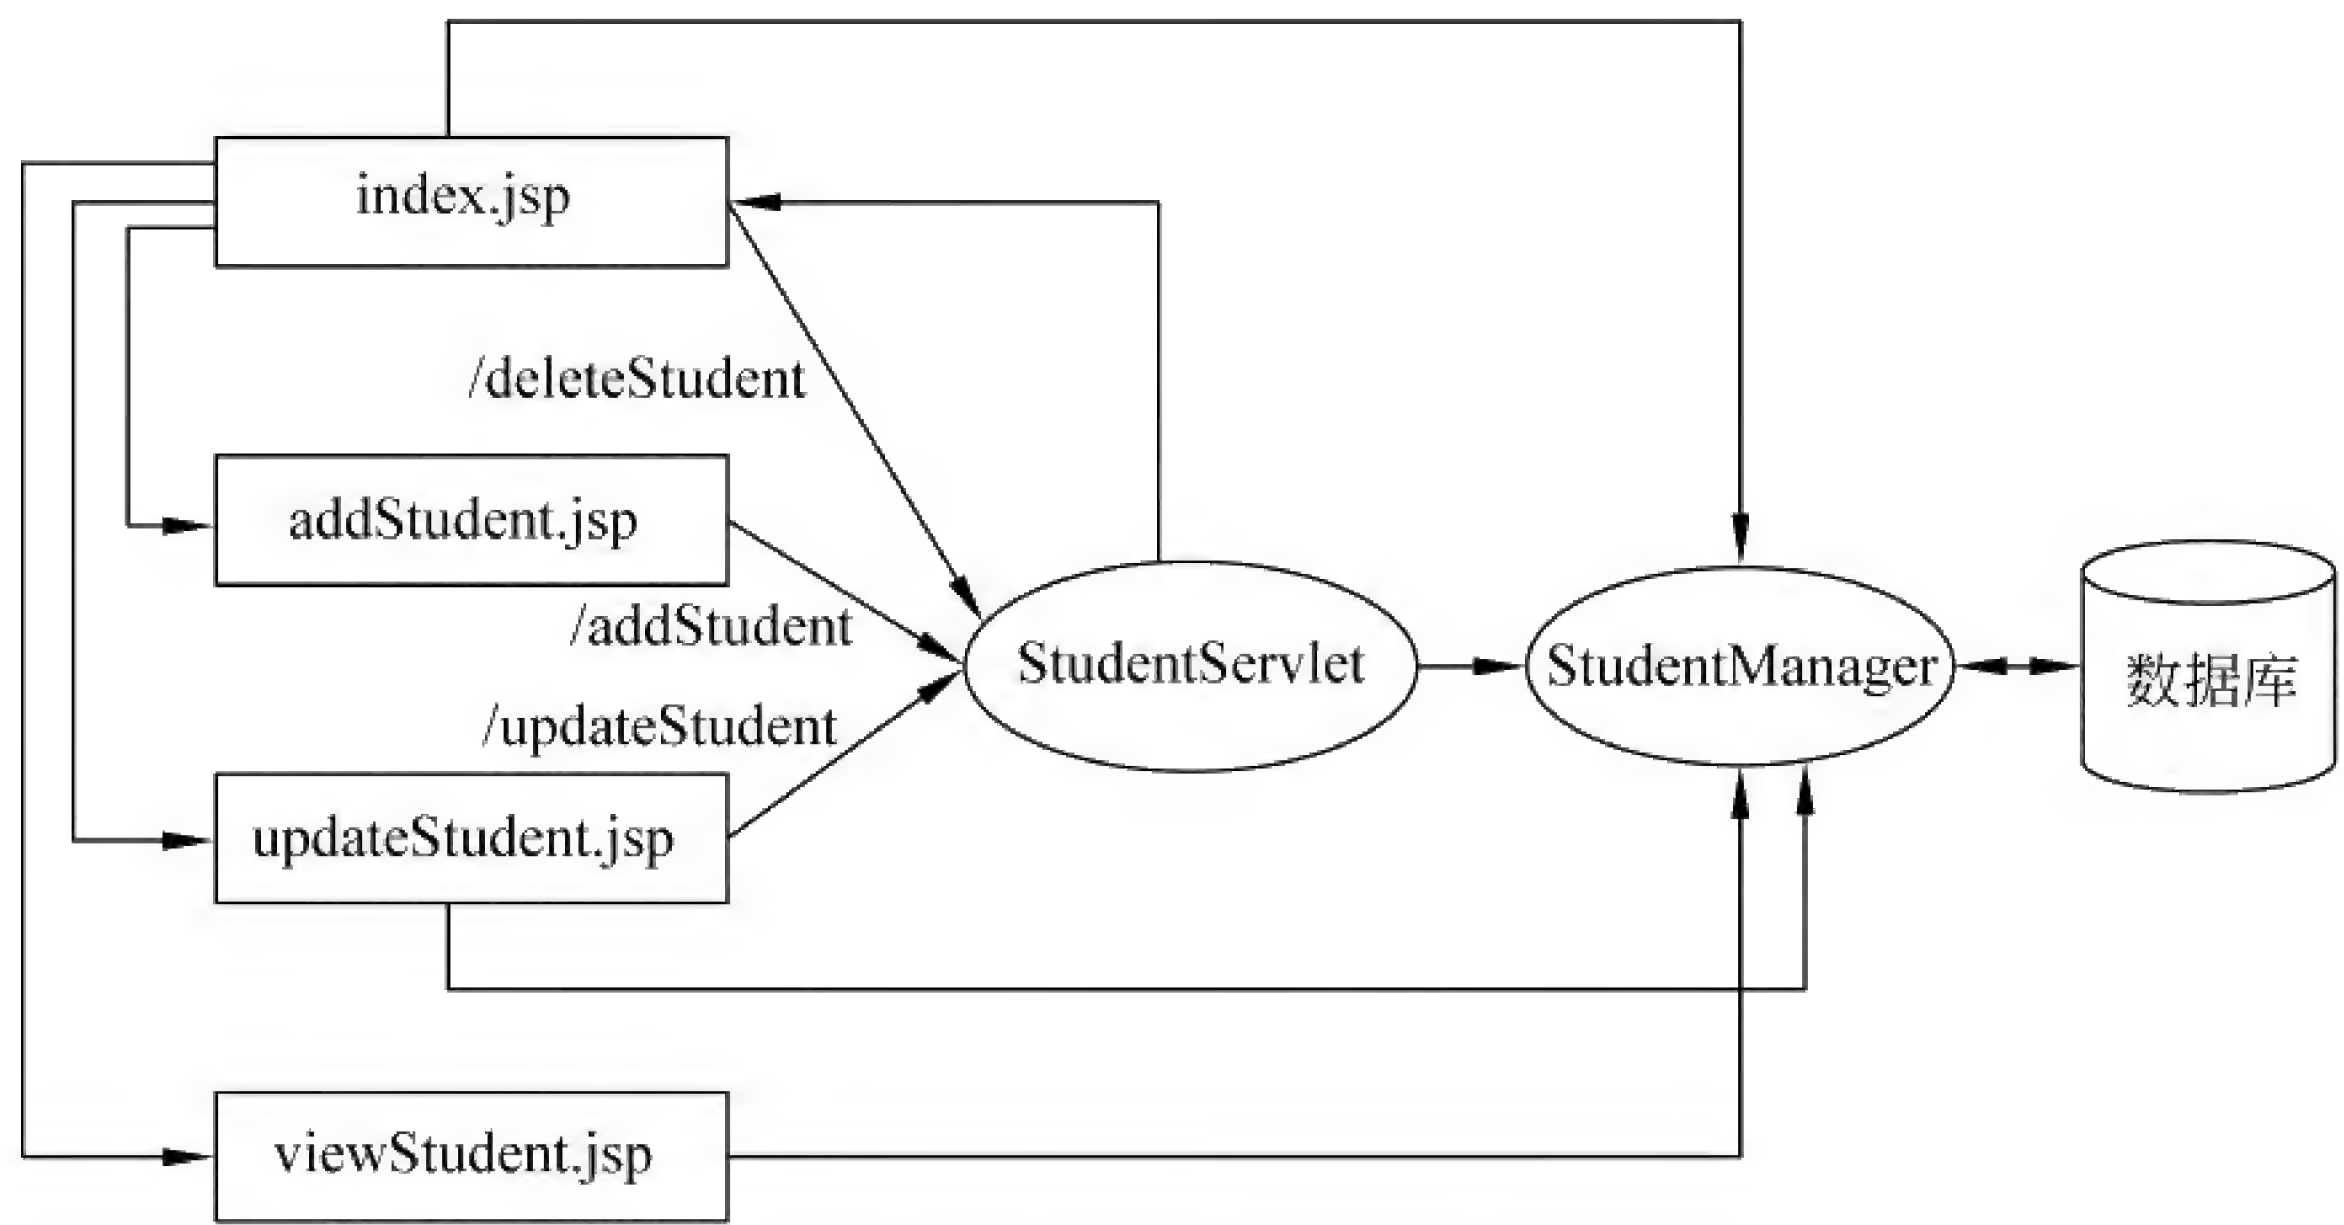 index.jsp
/deleteStudent
addStudent.jsp
/addStudent
StudentServlet
StudentManager
数据库
/updateStudent
updateStudent.jsp
viewStudent.jsp